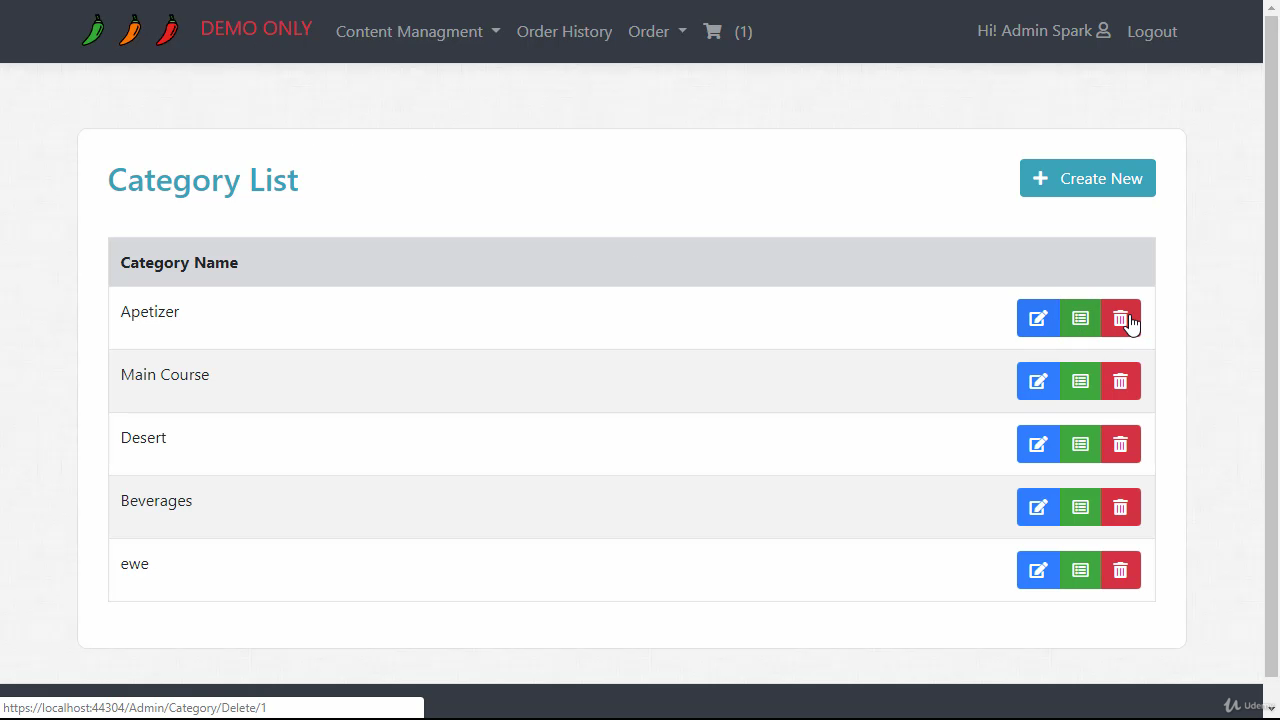 DEMO ONLY Content Managment Order History Order (1) Hi! Admin Spark Logout
Category List
Create New
Category Name
Apetizer
Main Course
Desert
Beverages
ewe
https://localhost:44304/Admin/Category/Delete/1